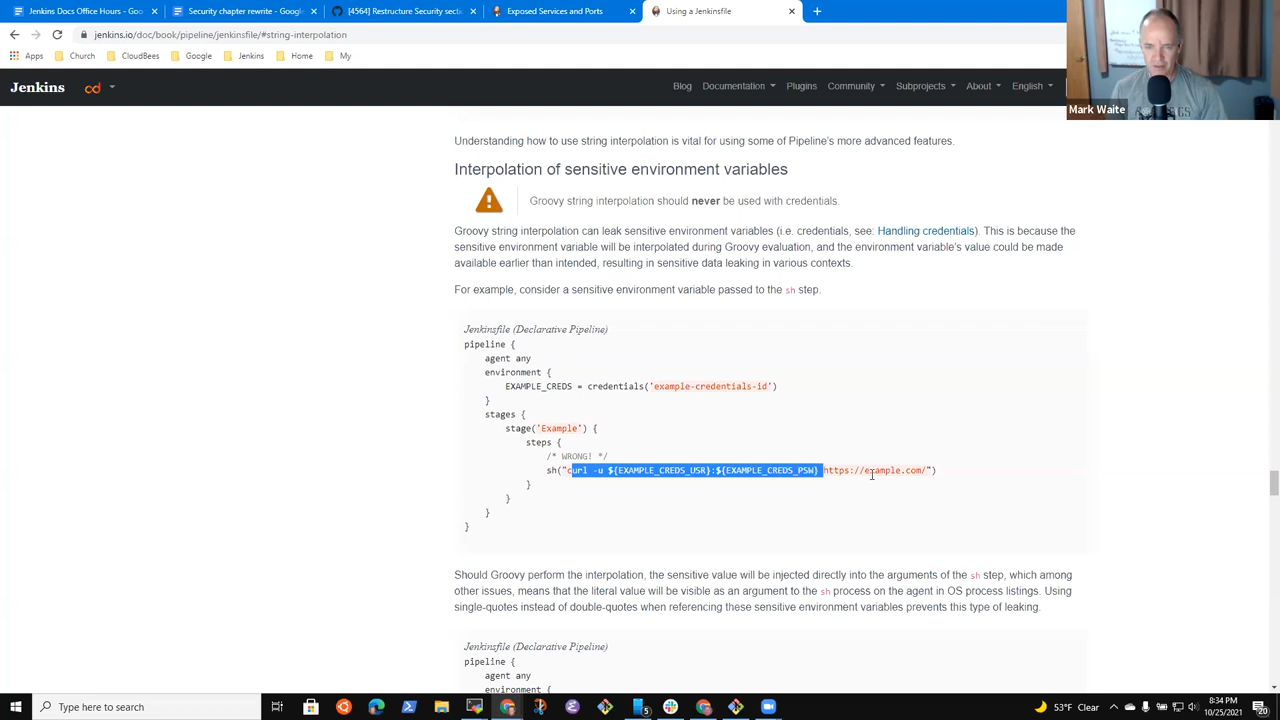 Jenkins Docs Office Hours - Goo
Security chapter rewrite - Google
[4564] Restructure Security secti
Exposed Services and Ports
Using a Jenkinsfile
jenkins.io/doc/book/pipeline/jenkinsfile/#string-interpolation
Apps
Church
CloudBees
Google
Jenkins
Home
My
Jenkins
cd
Blog
Documentation
Plugins
Community
Subprojects
About
English
Mark Waite
Understanding how to use string interpolation is vital for using some of Pipeline's more advanced features.
Interpolation of sensitive environment variables
Groovy string interpolation should never be used with credentials.
Groovy string interpolation can leak sensitive environment variables (i.e. credentials, see: Handling credentials). This is because the
sensitive environment variable will be interpolated during Groovy evaluation, and the environment variable's value could be made
available earlier than intended, resulting in sensitive data leaking in various contexts.
For example, consider a sensitive environment variable passed to the sh step.
Jenkinsfile (Declarative Pipeline)
pipeline {
agent any
environment {
EXAMPLE_CREDS = credentials('example-credentials-id')
}
stages {
stage('Example') {
steps {
/* WRONG! */
sh("curl -u ${EXAMPLE_CREDS_USR}:${EXAMPLE_CREDS_PSW} https://example.com/")
}
}
}
}
Should Groovy perform the interpolation, the sensitive value will be injected directly into the arguments of the sh step, which among
other issues, means that the literal value will be visible as an argument to the sh process on the agent in OS process listings. Using
single-quotes instead of double-quotes when referencing these sensitive environment variables prevents this type of leaking.
Jenkinsfile (Declarative Pipeline)
pipeline {
agent any
environment {
Type here to search
5
53°F Clear
8:34 PM
10/25/2021
20